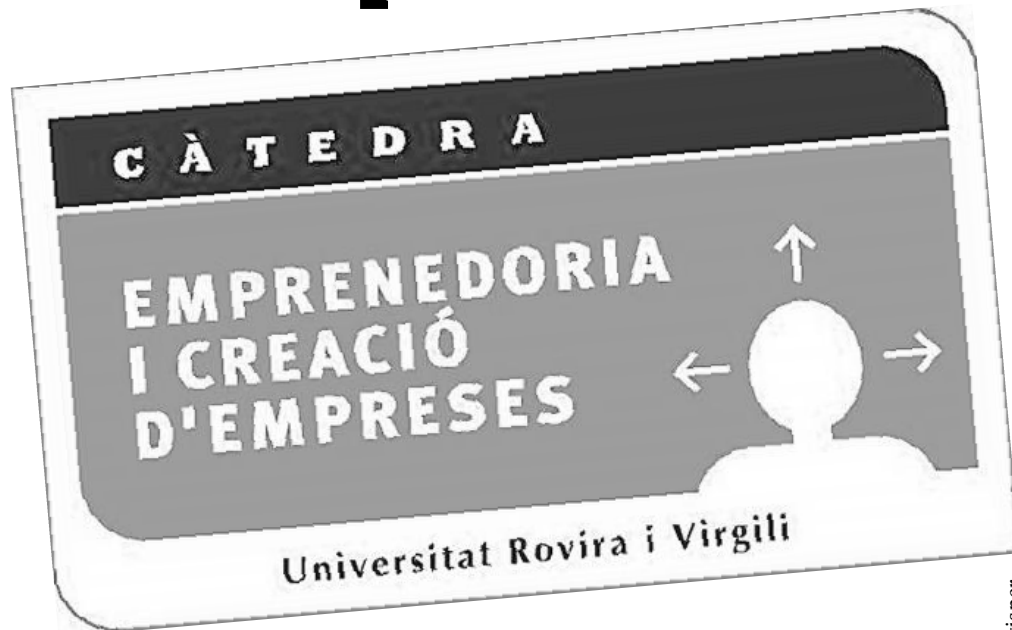 CÀTEDRA
EMPRENEDORIA
I CREACIÓ
D'EMPRESES
Universitat Rovira i Virgili